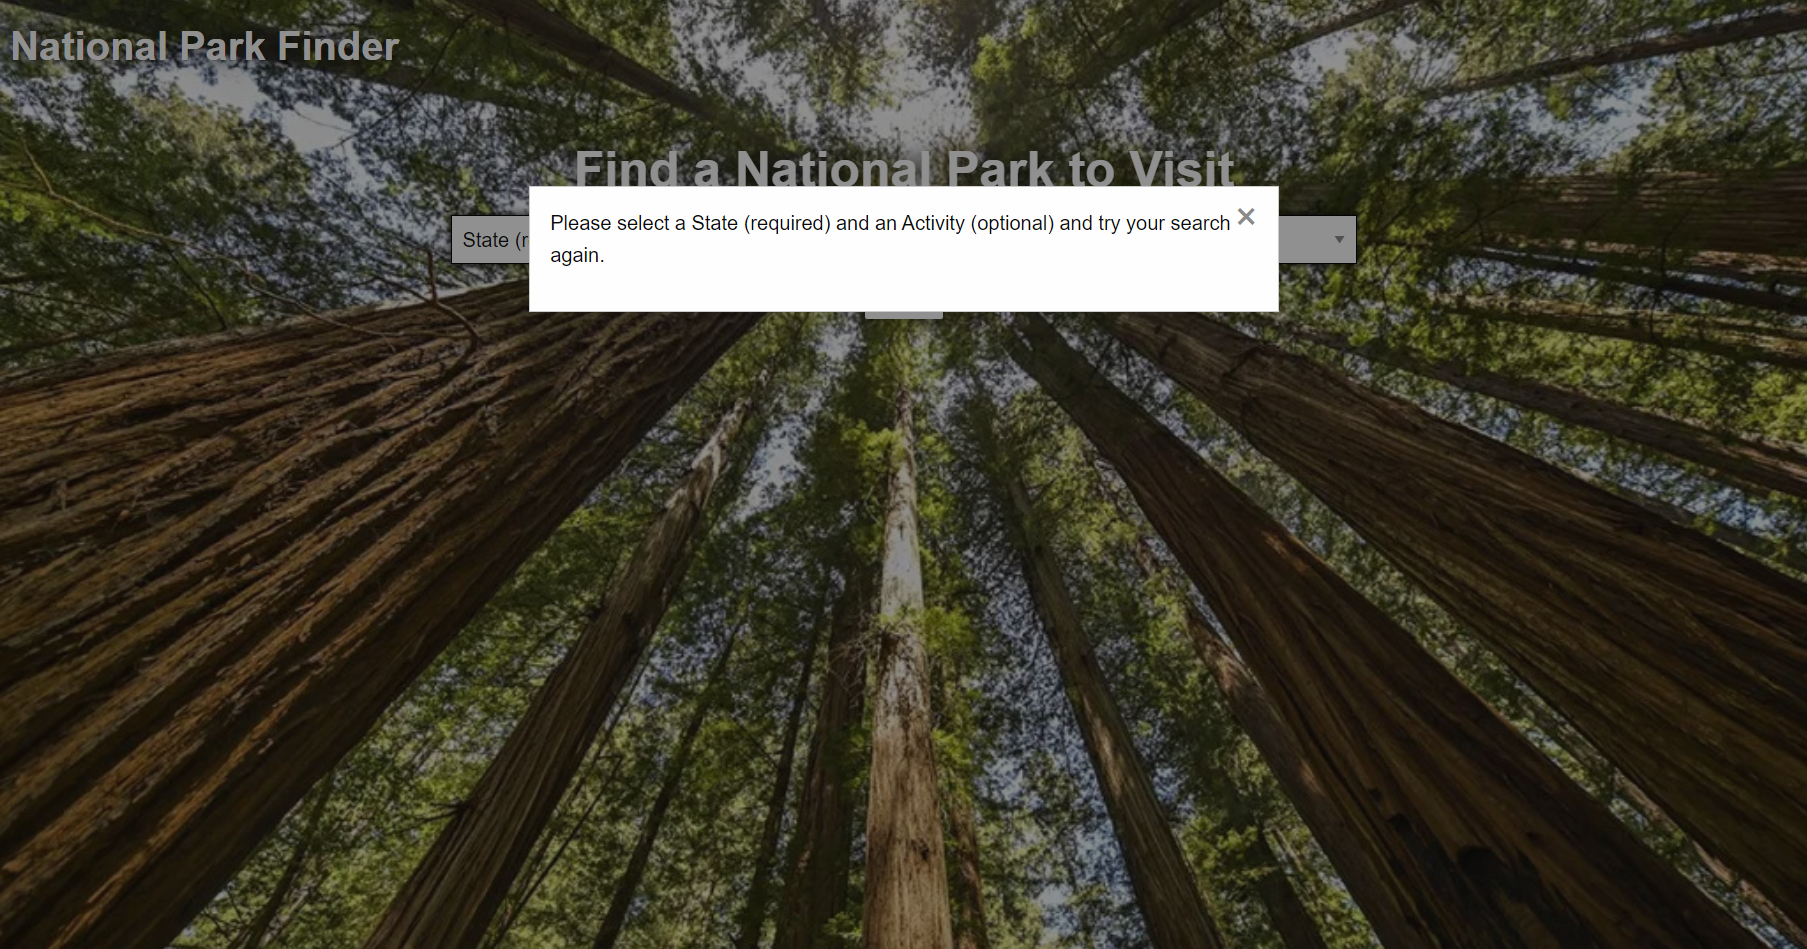 National Park Finder
Find a National Park to Visit
State (r
Please select a State (required) and an Activity (optional) and try your search
again.